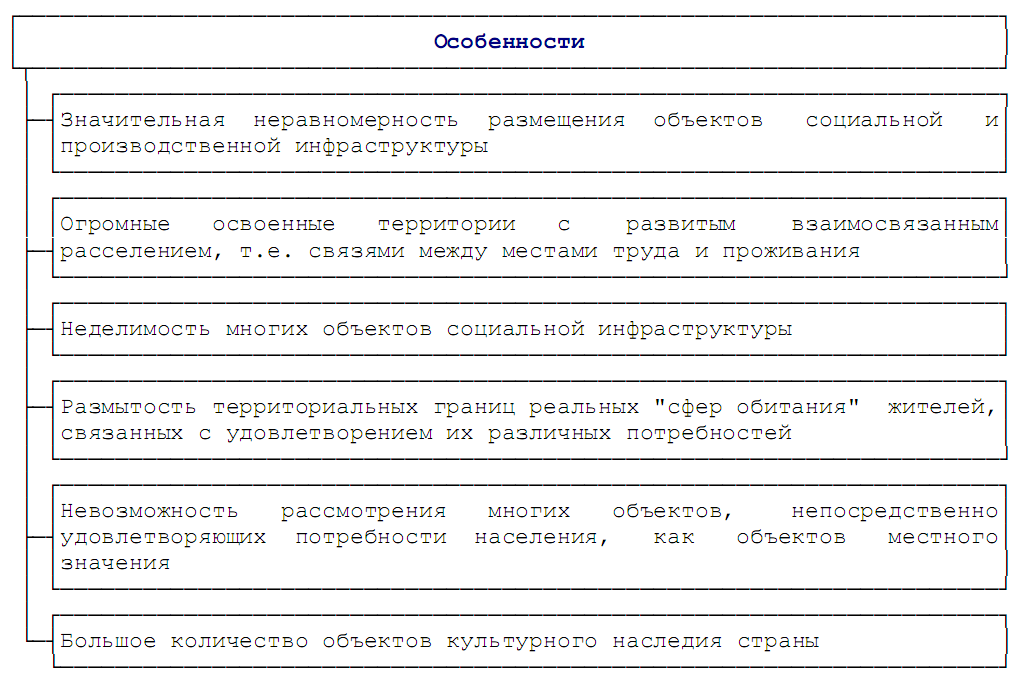 Особенности
Значительная неравномерность размещения объектов социальной и
производственной инфраструктуры
Огромные освоенные территории с развитым взаимосвязанным
расселением, т.е. связями между местами труда и проживания
Неделимость многих объектов социальной инфраструктуры
Размытость территориальных границ реальных "сфер обитания" жителей,
связанных с удовлетворением их различных потребностей
Невозможность рассмотрения многих объектов, непосредственно
удовлетворяющих потребности населения, как объектов местного
значения
Большое количество объектов культурного наследия страны